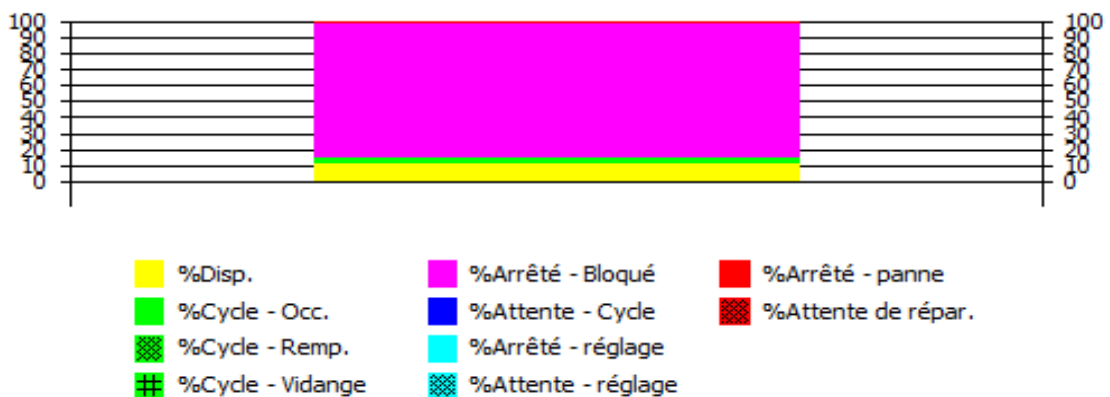 100 100
90 90
80 80
70 70
60 60
50 50
40 40
30 30
20 20
10 10
0 0
%Disp. %Arrêté - Bloqué %Arrêté - panne
%Cycle - Occ. %Attente - Cycle %Attente de répar.
%Cycle - Remp. %Arrêté - réglage
%Cycle - Vidange %Attente - réglage